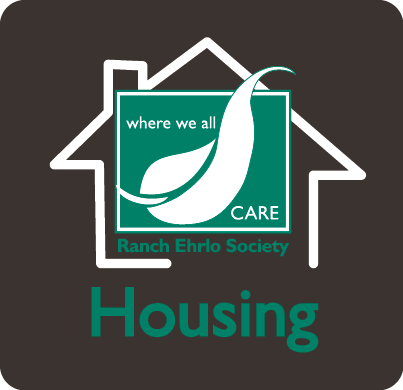 where we all
CARE
Ranch Ehrlo Society
Housing